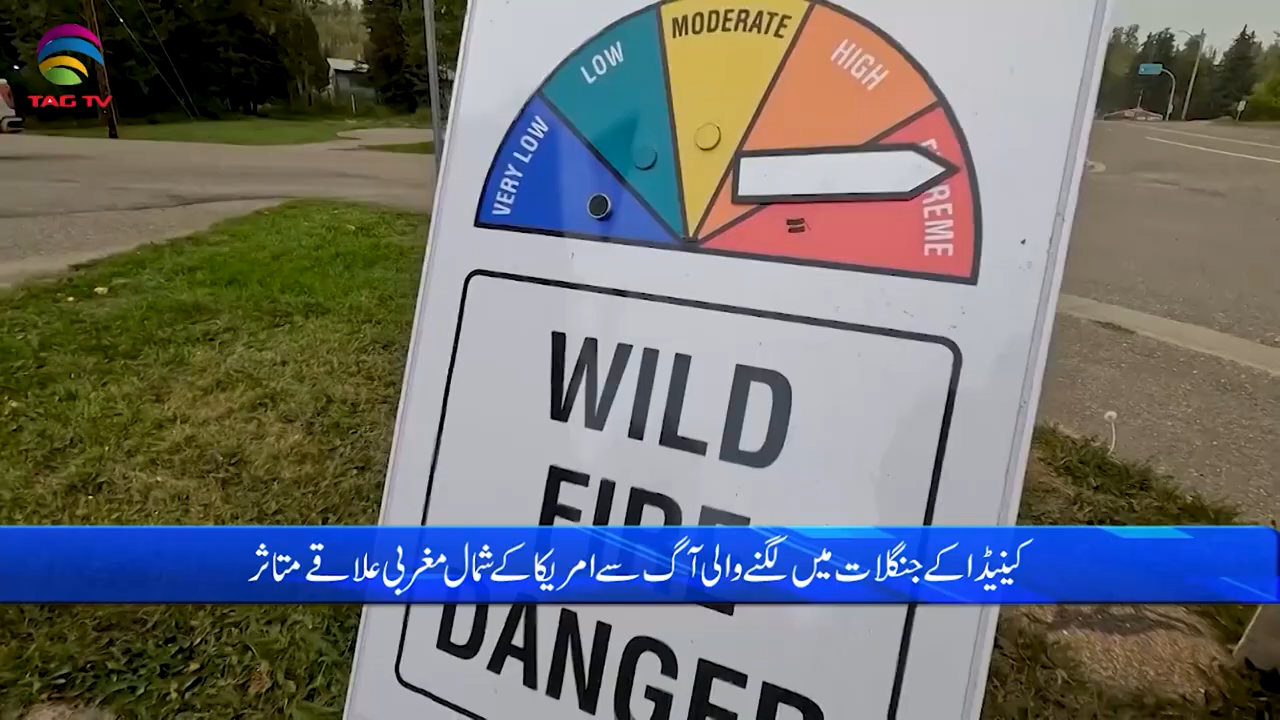 TAG TV
VERY LOW
LOW
MODERATE
HIGH
WILD
FIRE
DANGER
کینیڈا کے جنگلات میں لگنے والی آگ سے امریکا کے شمال مغربی علاقے متاثر